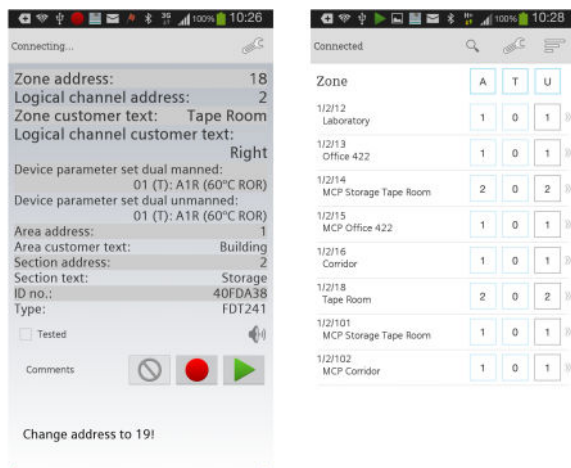 3G 100% 10:26
Connecting...
Zone address: 18
Logical channel address: 2
Zone customer text: Tape Room
Logical channel customer text:
Right
Device parameter set dual manned:
01 (T): A1R (60°C ROR)
Device parameter set dual unmanned:
01 (T): A1R (60°C ROR)
Area address: 1
Area customer text: Building
Section address: 2
Section text: Storage
ID no.: 40FDA38
Type: FDT241
Tested
Comments
Change address to 19!
100% 10:28
Connected
Zone A T U
1/2/12
Laboratory 1 0 1
1/2/13
Office 422 1 0 1
1/2/14
MCP Storage Tape Room 2 0 2
1/2/15
MCP Office 422 1 0 1
1/2/16
Corridor 1 0 1
1/2/18
Tape Room 2 0 2
1/2/101
MCP Storage Tape Room 1 0 1
1/2/102
MCP Corridor 1 0 1